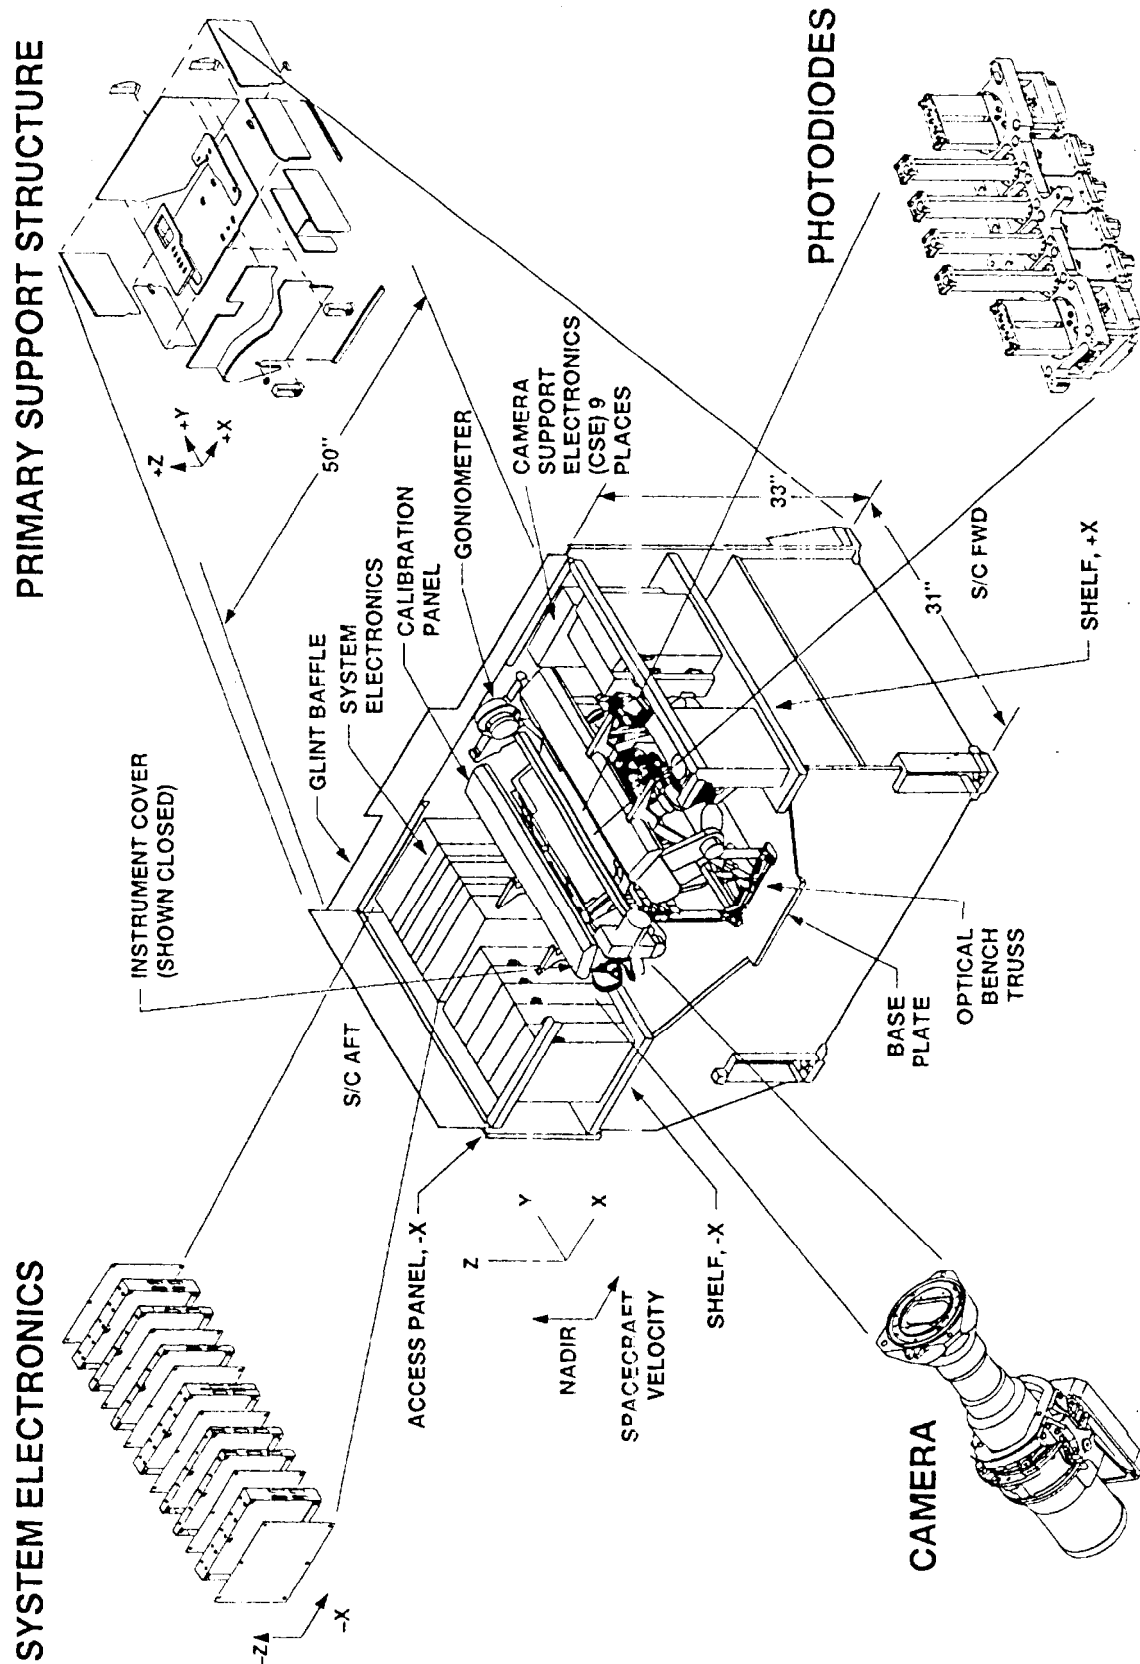 SYSTEM ELECTRONICS
PRIMARY SUPPORT STRUCTURE
-Z
-X
INSTRUMENT COVER
(SHOWN CLOSED)
GLINT BAFFLE
SYSTEM
ELECTRONICS
CALIBRATION
PANEL
GONIOMETER
CAMERA
SUPPORT
ELECTRONICS
(CSE) 9
PLACES
+Z
+Y
+X
50"
33"
31"
S/C AFT
S/C FWD
ACCESS PANEL, -X
Z
Y
X
NADIR
SPACECRAFT
VELOCITY
SHELF, -X
SHELF, +X
BASE
PLATE
OPTICAL
BENCH
TRUSS
CAMERA
PHOTODIODES